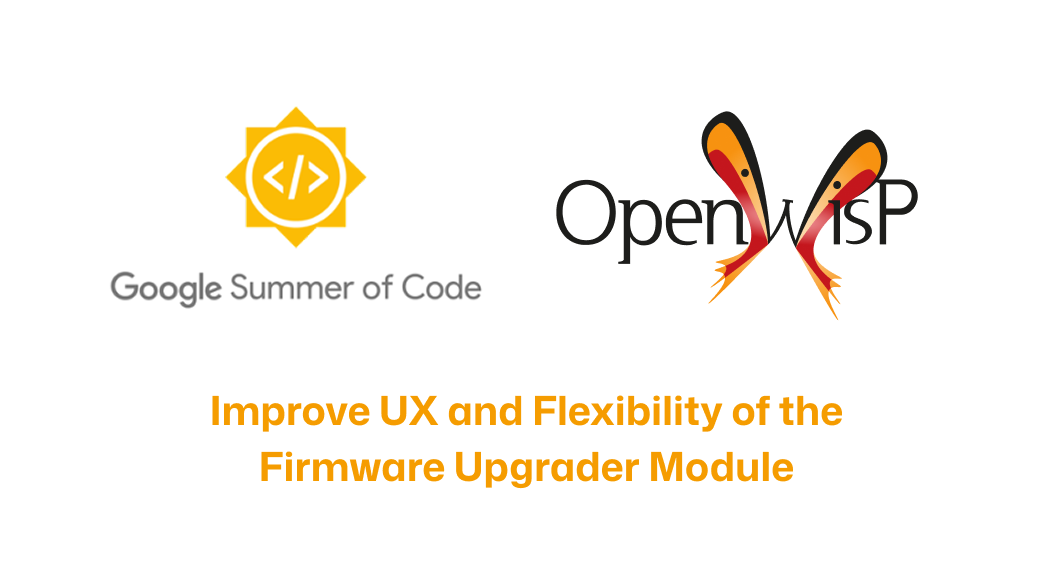 </>
Google Summer of Code
OpenWisP
Improve UX and Flexibility of the
Firmware Upgrader Module